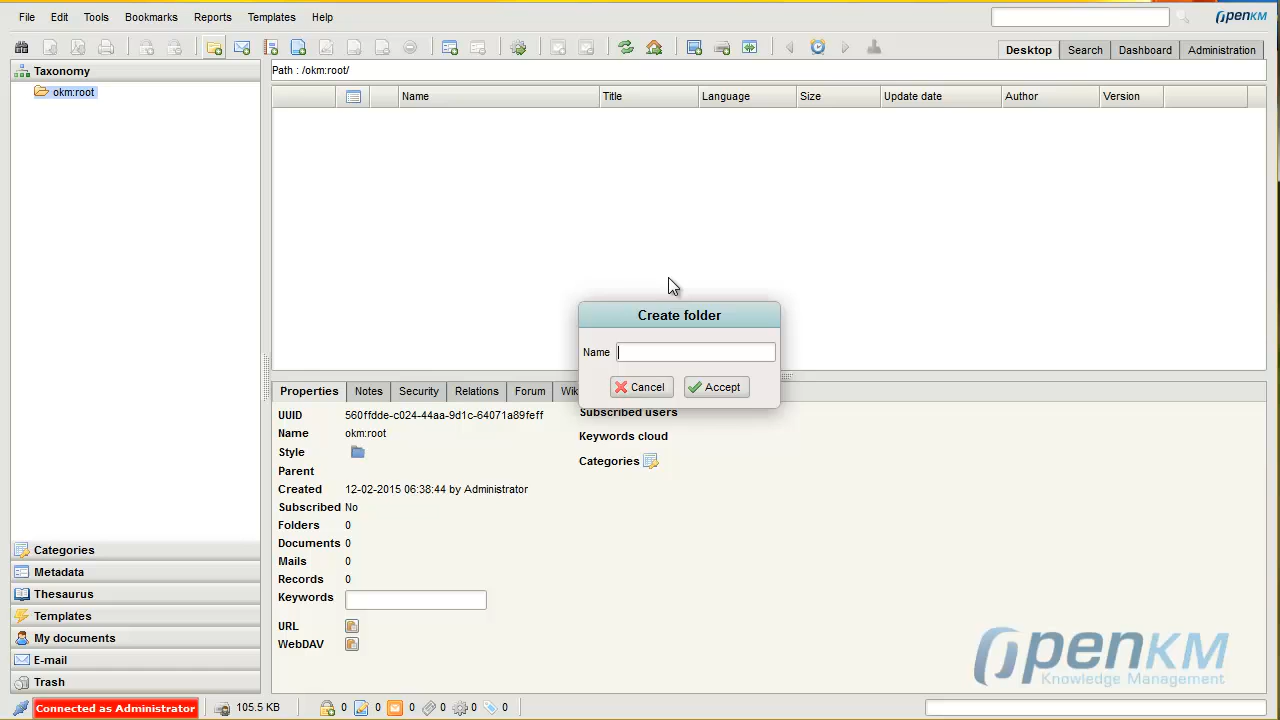 File Edit Tools Bookmarks Reports Templates Help
OpenKM
Desktop Search Dashboard Administration
Taxonomy
okm:root
Path : /okm:root/
Name Title Language Size Update date Author Version
Create folder
Name
Cancel Accept
Properties Notes Security Relations Forum Wik
UUID 560ffdde-c024-44aa-9d1c-64071a89feff
Name okm:root
Style
Parent
Created 12-02-2015 06:38:44 by Administrator
Subscribed No
Folders 0
Documents 0
Mails 0
Records 0
Keywords
URL
WebDAV
Subscribed users
Keywords cloud
Categories
Categories
Metadata
Thesaurus
Templates
My documents
E-mail
Trash
OpenKM
Knowledge Management
Connected as Administrator 105.5 KB 0 0 0 0 0 0